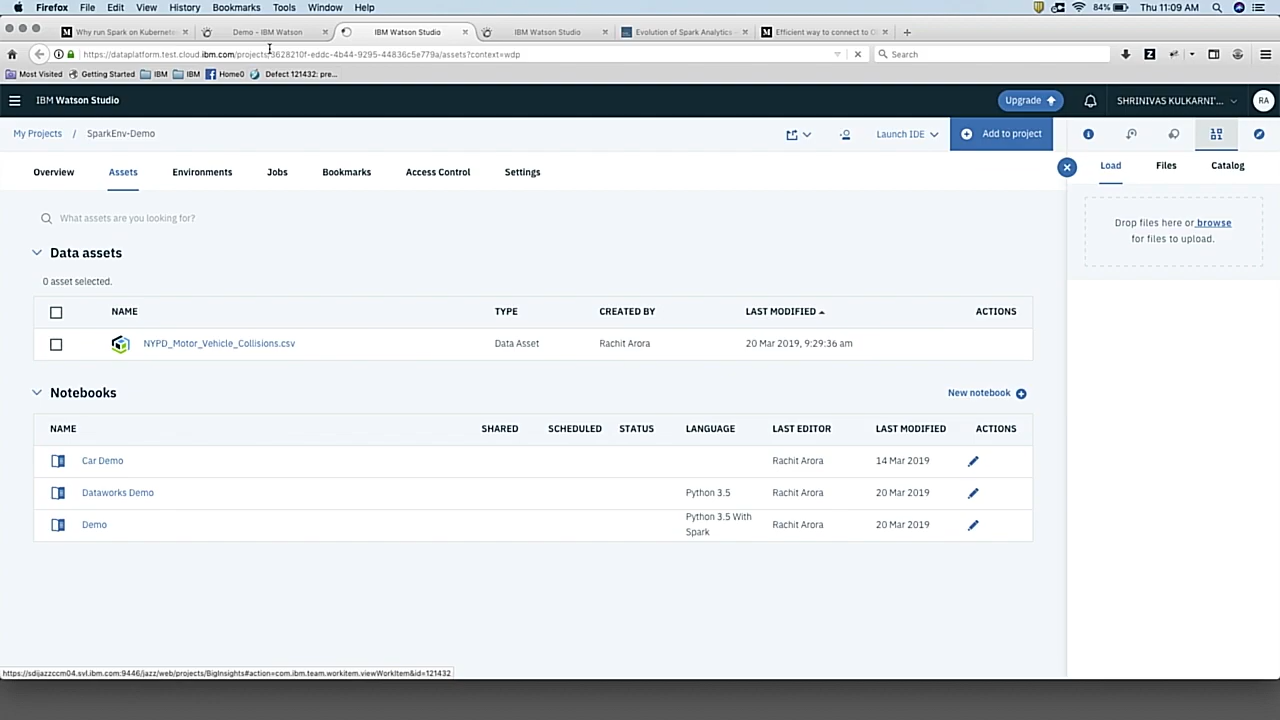 Firefox File Edit View History Bookmarks Tools Window Help 84% Thu 11:09 AM
Why run Spark on Kubernete Demo - IBM Watson IBM Watson Studio IBM Watson Studio Evolution of Spark Analytics - Efficient way to connect to C
https://dataplatform.test.cloud.ibm.com/projects/3628210f-eddc-4b44-9295-44836c5e779a/assets?context=wdp Search
Most Visited Getting Started IBM IBM Home0 Defect 121432: pre...
IBM Watson Studio Upgrade SHRINIVAS KULKARNI'... RA
My Projects / SparkEnv-Demo Launch IDE Add to project
Overview Assets Environments Jobs Bookmarks Access Control Settings Load Files Catalog
What assets are you looking for?
Drop files here or browse
for files to upload.
Data assets
0 asset selected.
NAME TYPE CREATED BY LAST MODIFIED ACTIONS
NYPD_Motor_Vehicle_Collisions.csv Data Asset Rachit Arora 20 Mar 2019, 9:29:36 am
Notebooks New notebook
NAME SHARED SCHEDULED STATUS LANGUAGE LAST EDITOR LAST MODIFIED ACTIONS
Car Demo Rachit Arora 14 Mar 2019
Dataworks Demo Python 3.5 Rachit Arora 20 Mar 2019
Demo Python 3.5 With Spark Rachit Arora 20 Mar 2019
https://sdijazzccm04.svl.ibm.com:9446/jazz/web/projects/BigInsights#action=com.ibm.team.workitem.viewWorkItem&id=121432